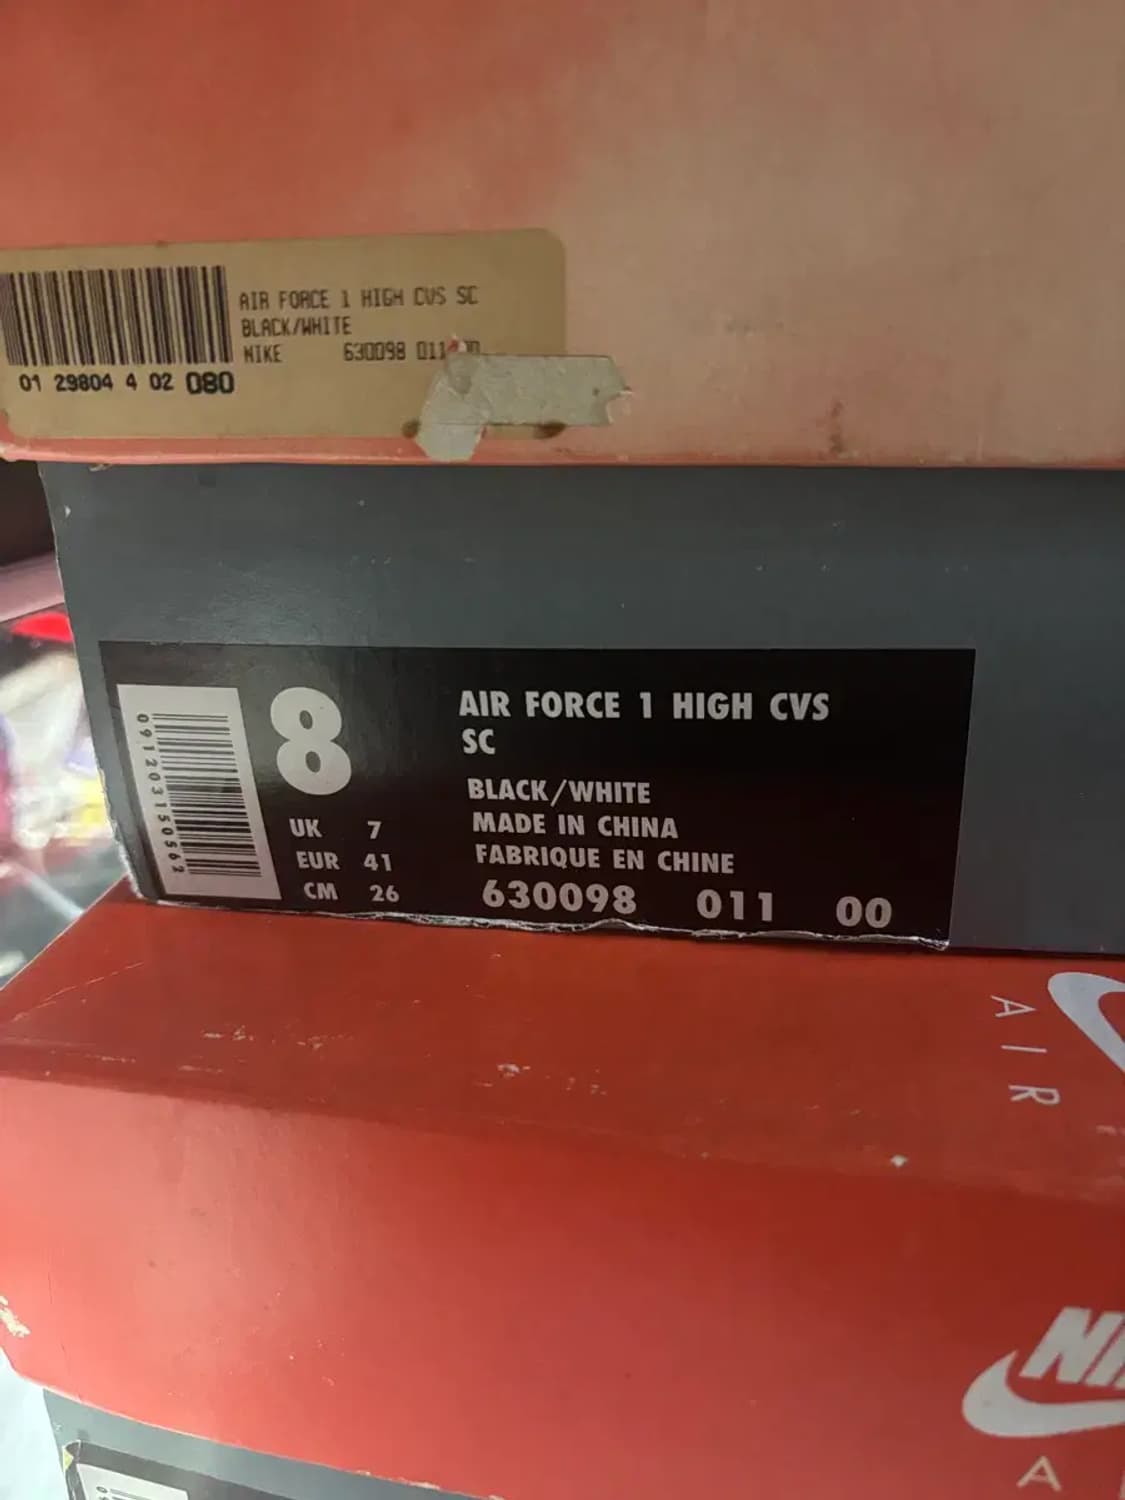 AIR FORCE 1 HIGH CVS SC
BLACK/WHITE
NIKE 630098 011
01 29804 4 02 080
8
AIR FORCE 1 HIGH CVS
SC
BLACK/WHITE
UK 7
MADE IN CHINA
EUR 41
FABRIQUE EN CHINE
CM 26
630098 011 00
091203150562
AIR